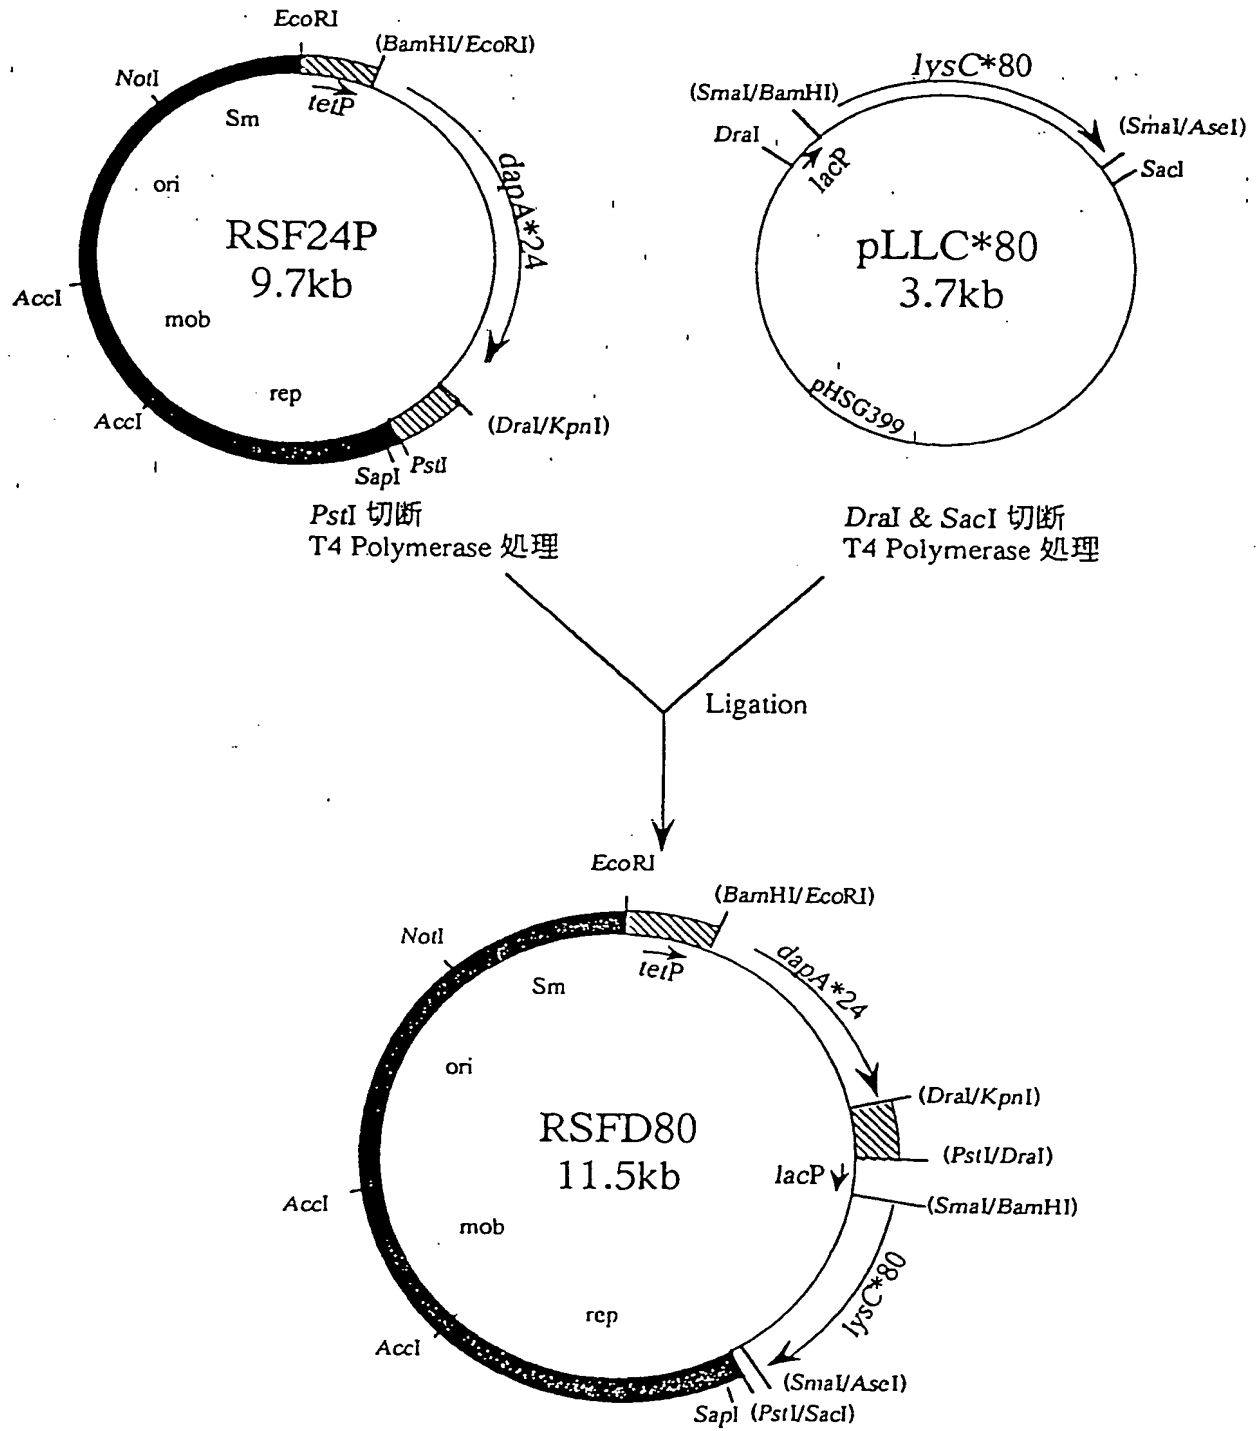 EcoRI
(BamHI/EcoRI)
NotI
tetP
Sm
dapA*24
ori
RSF24P
9.7kb
AccI
mob
rep
AccI
(DraI/KpnI)
PstI
SapI
lysC*80
(SmaI/BamHI)
(SmaI/AseI)
DraI
lacP
SacI
pLLC*80
3.7kb
pHSG399
PstI 切断
T4 Polymerase 処理
DraI & SacI 切断
T4 Polymerase 処理
Ligation
EcoRI
(BamHI/EcoRI)
NotI
tetP
dapA*24
Sm
ori
(DraI/KpnI)
RSFD80
11.5kb
(PstI/DraI)
lacP
AccI
(SmaI/BamHI)
mob
lysC*80
rep
AccI
(SmaI/AseI)
SapI (PstI/SacI)